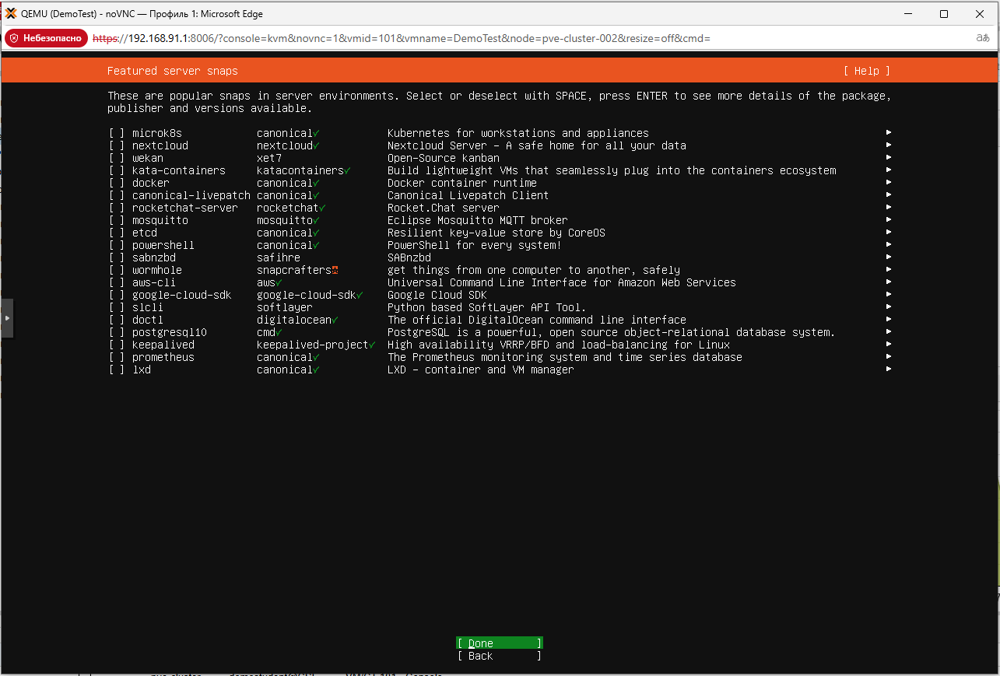 QEMU (DemoTest) - noVNC — Профиль 1: Microsoft Edge
Небезопасно https://192.168.91.1:8006/?console=kvm&novnc=1&vmid=101&vmname=DemoTest&node=pve-cluster-002&resize=off&cmd= aあ
Featured server snaps [ Help ]
These are popular snaps in server environments. Select or deselect with SPACE, press ENTER to see more details of the package,
publisher and versions available.
[ ] microk8s canonical✓ Kubernetes for workstations and appliances ▸
[ ] nextcloud nextcloud✓ Nextcloud Server - A safe home for all your data ▸
[ ] wekan xet7 Open-Source kanban ▸
[ ] kata-containers katacontainers✓ Build lightweight VMs that seamlessly plug into the containers ecosystem ▸
[ ] docker canonical✓ Docker container runtime ▸
[ ] canonical-livepatch canonical✓ Canonical Livepatch Client ▸
[ ] rocketchat-server rocketchat✓ Rocket.Chat server ▸
[ ] mosquitto mosquitto✓ Eclipse Mosquitto MQTT broker ▸
[ ] etcd canonical✓ Resilient key-value store by CoreOS ▸
[ ] powershell canonical✓ PowerShell for every system! ▸
[ ] sabnzbd safihre SABnzbd ▸
[ ] wormhole snapcrafters get things from one computer to another, safely ▸
[ ] aws-cli aws✓ Universal Command Line Interface for Amazon Web Services ▸
[ ] google-cloud-sdk google-cloud-sdk✓ Google Cloud SDK ▸
[ ] slcli softlayer Python based SoftLayer API Tool. ▸
[ ] doctl digitalocean✓ The official DigitalOcean command line interface ▸
[ ] postgresql10 cmd✓ PostgreSQL is a powerful, open source object-relational database system. ▸
[ ] keepalived keepalived-project✓ High availability VRRP/BFD and load-balancing for Linux ▸
[ ] prometheus canonical✓ The Prometheus monitoring system and time series database ▸
[ ] lxd canonical✓ LXD - container and VM manager ▸
[ Done ]
[ Back ]